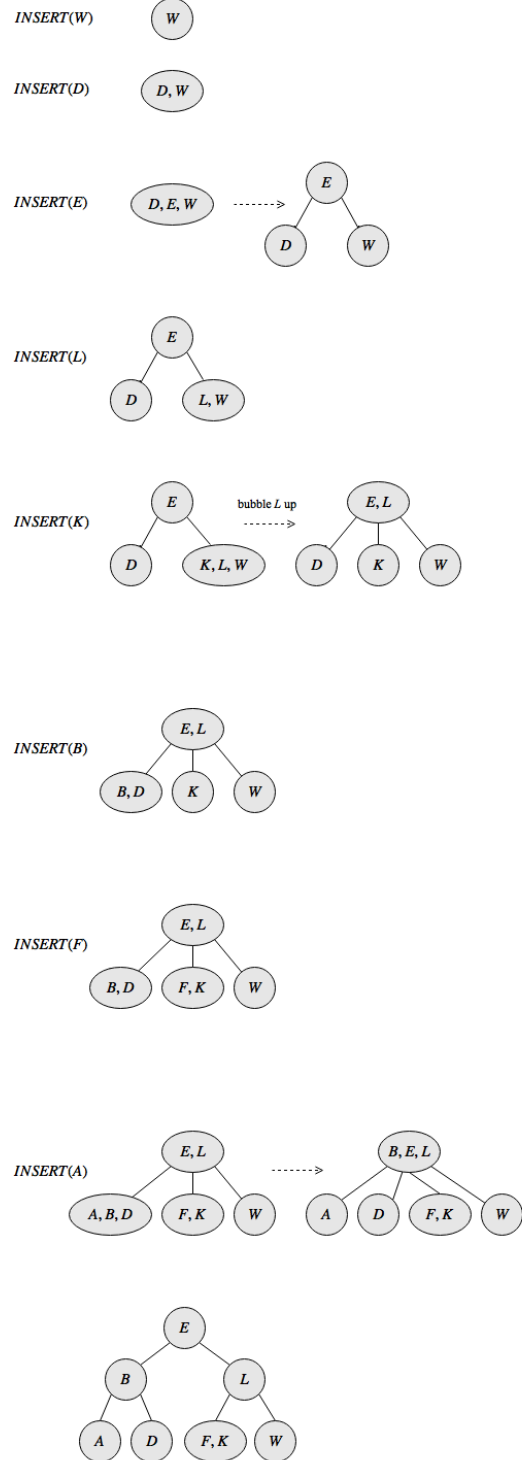 INSERT(W) W
INSERT(D) D, W
E
INSERT(E) D, E, W
D W
E
INSERT(L)
D L, W
bubble L up
E E, L
INSERT(K)
D K, L, W D K W
E, L
INSERT(B)
B, D K W
E, L
INSERT(F)
B, D F, K W
E, L B, E, L
INSERT(A)
A, B, D F, K W A D F, K W
E
B L
A D F, K W